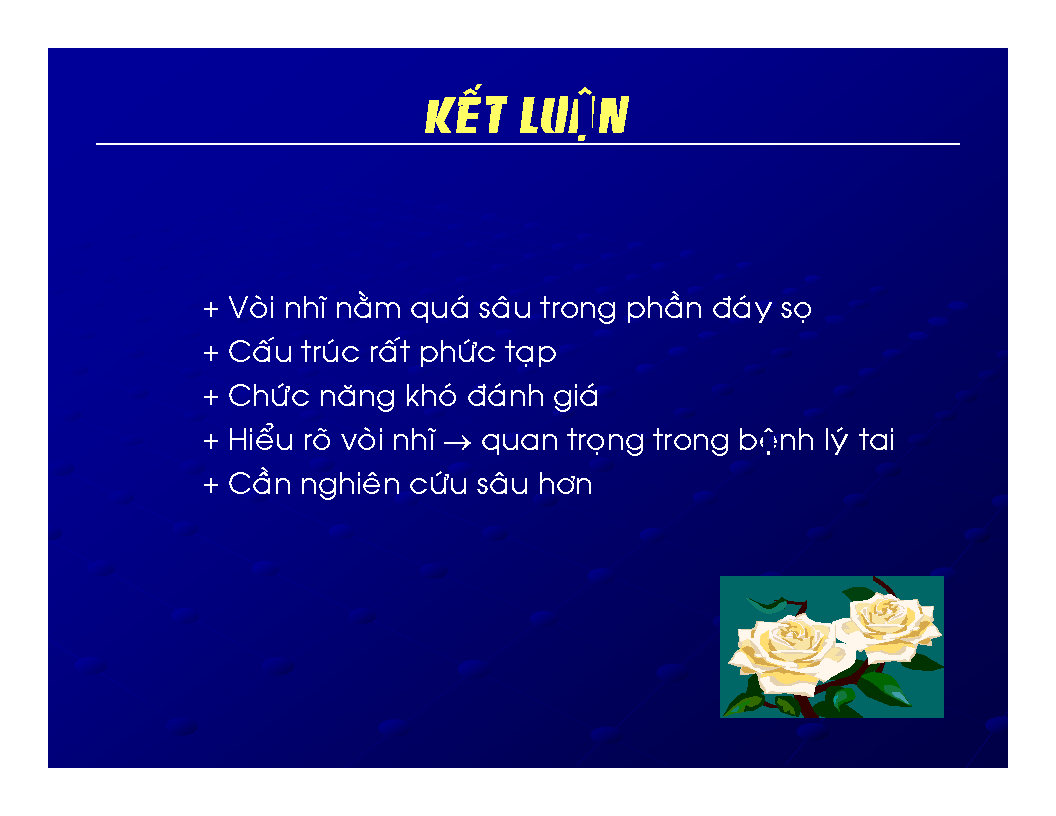 KẾT LUẬN
+ Vòi nhĩ nằm quá sâu trong phần đáy sọ
+ Cấu trúc rất phức tạp
+ Chức năng khó đánh giá
+ Hiểu rõ vòi nhĩ → quan trọng trong bệnh lý tai
+ Cần nghiên cứu sâu hơn